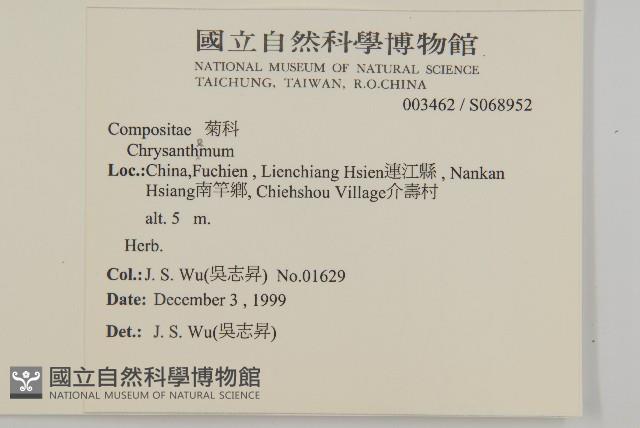 國立自然科學博物館
NATIONAL MUSEUM OF NATURAL SCIENCE
TAICHUNG, TAIWAN, R.O.CHINA
003462 / S068952
Compositae 菊科
e
Chrysanthmum
Loc.:China,Fuchien , Lienchiang Hsien連江縣 , Nankan
Hsiang南竿鄉, Chiehshou Village介壽村
alt. 5 m.
Herb.
Col.: J. S. Wu(吳志昇) No.01629
Date: December 3 , 1999
Det.: J. S. Wu(吳志昇)
國立自然科學博物館
NATIONAL MUSEUM OF NATURAL SCIENCE